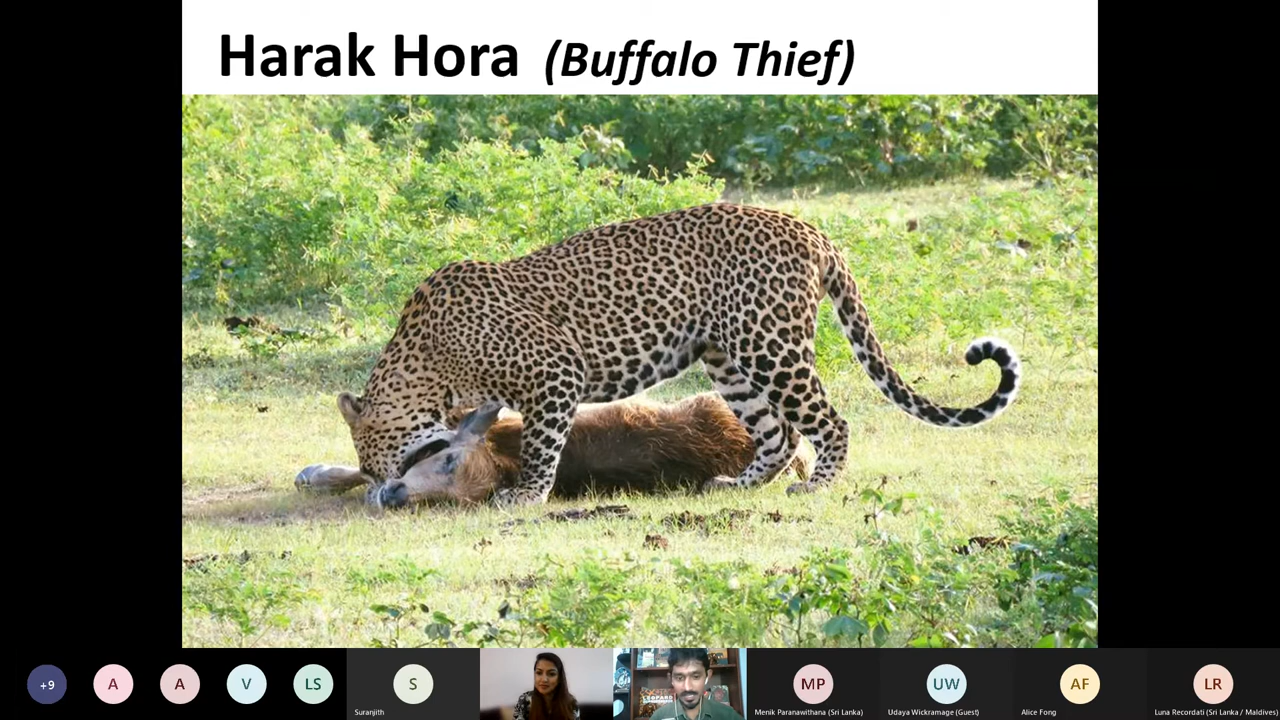 Harak Hora (Buffalo Thief)
+9
A
A
V
LS
S
Suranjith
LEOPARD
MP
Menik Paranawithana (Sri Lanka)
UW
Udaya Wickramage (Guest)
AF
Alice Fong
LR
Luna Recordati (Sri Lanka / Maldives)